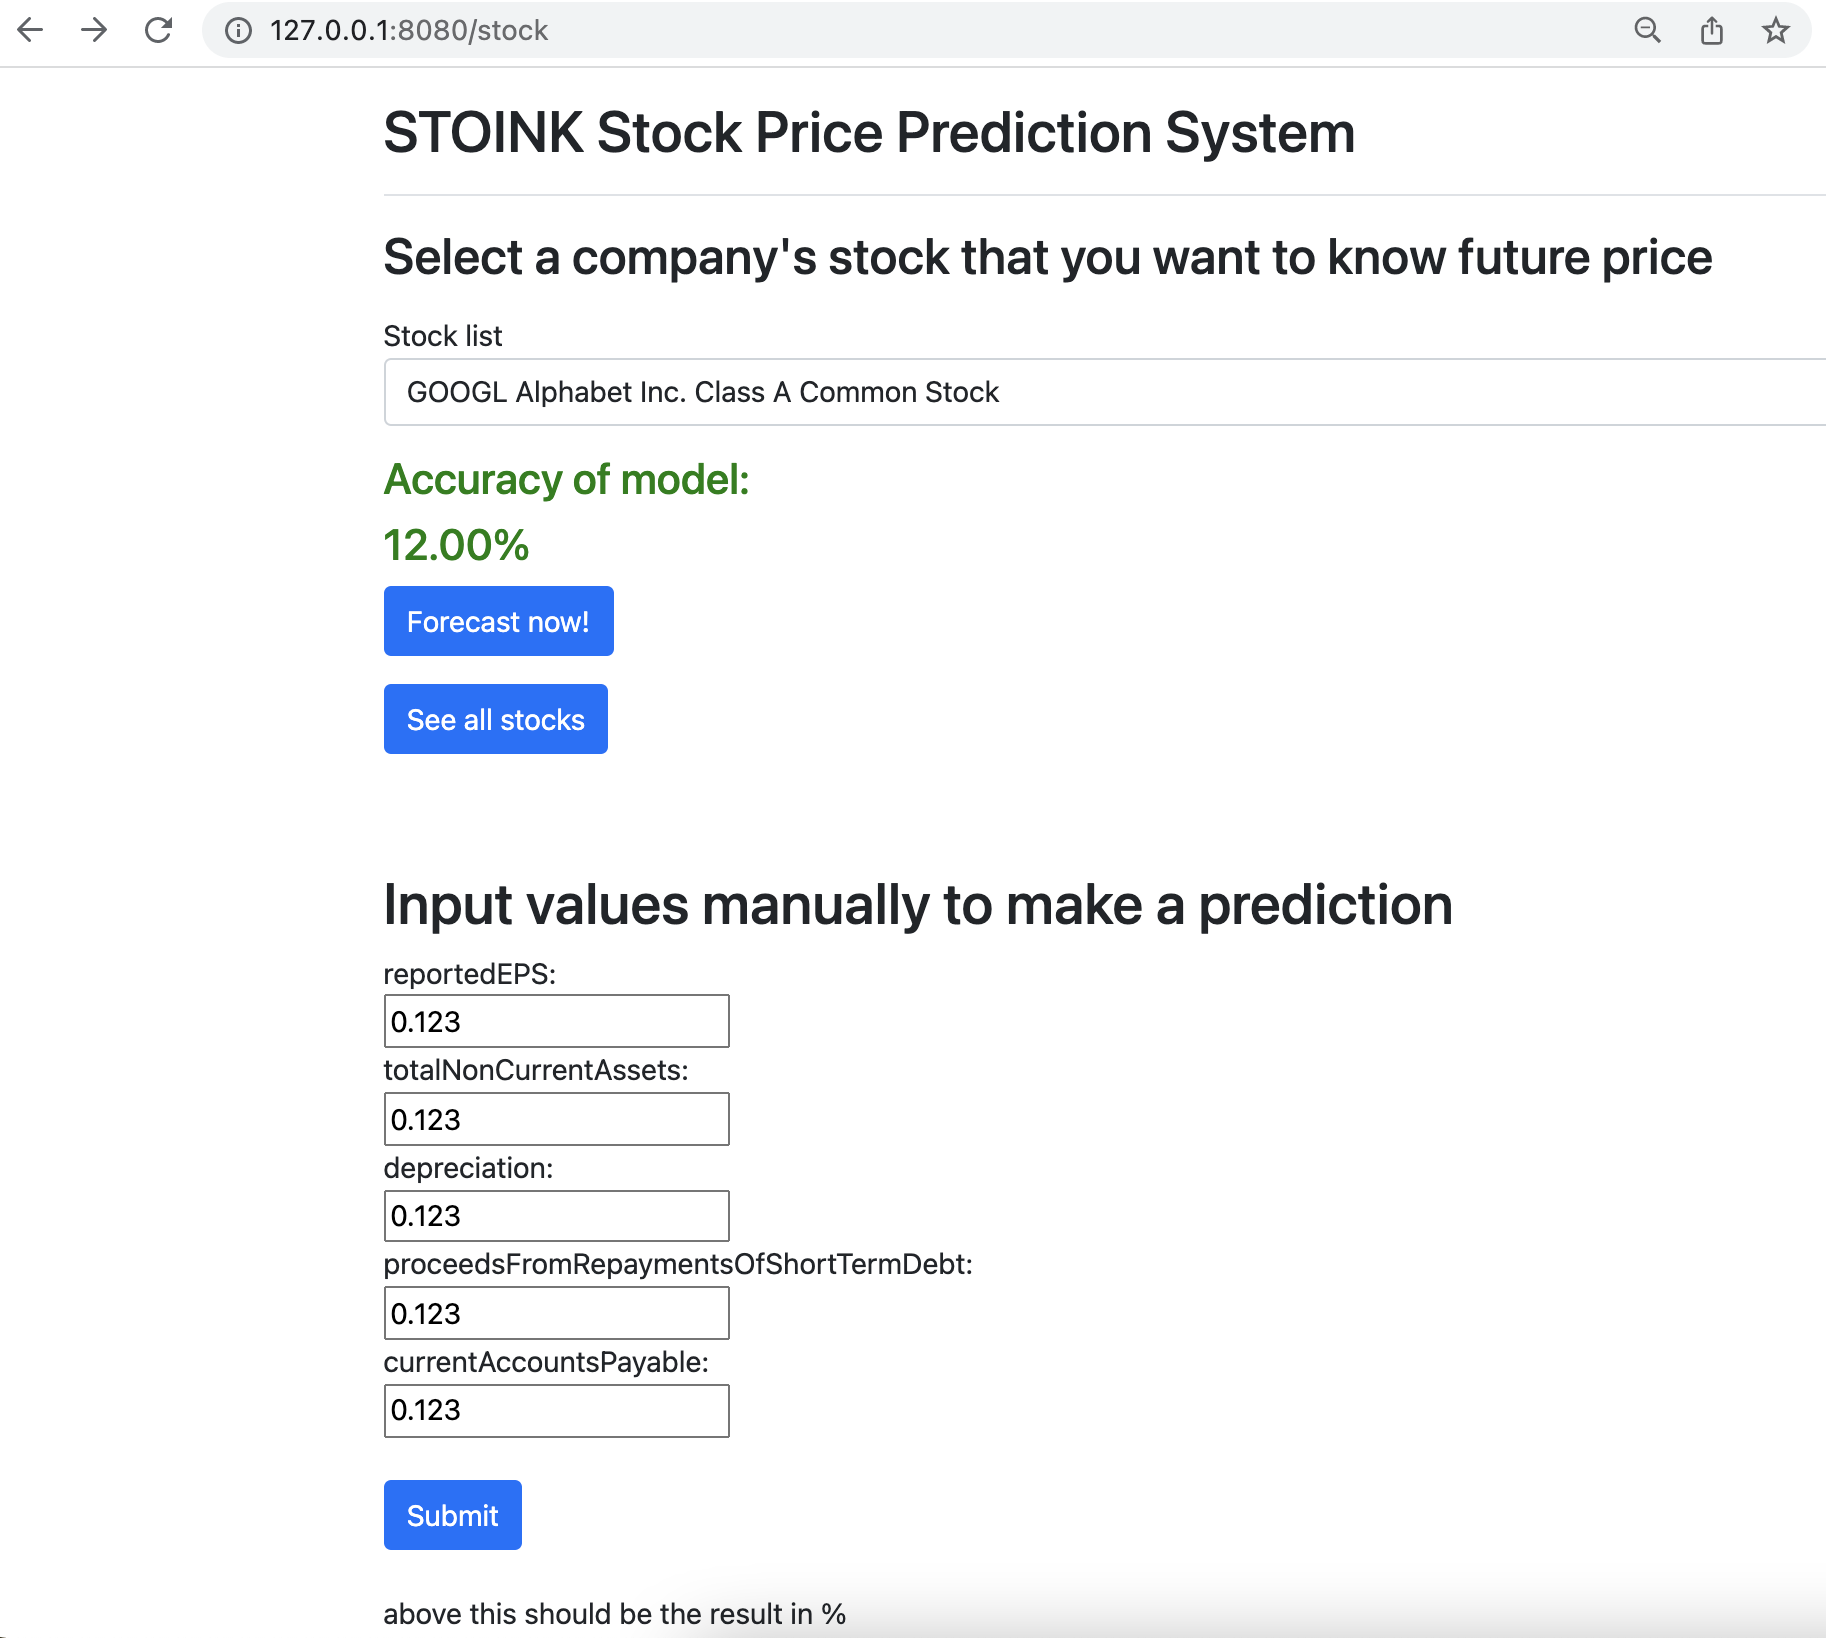 127.0.0.1:8080/stock
STOINK Stock Price Prediction System
Select a company's stock that you want to know future price
Stock list
GOOGL Alphabet Inc. Class A Common Stock
Accuracy of model:
12.00%
Forecast now!
See all stocks
Input values manually to make a prediction
reportedEPS:
0.123
totalNonCurrentAssets:
0.123
depreciation:
0.123
proceedsFromRepaymentsOfShortTermDebt:
0.123
currentAccountsPayable:
0.123
Submit
above this should be the result in %